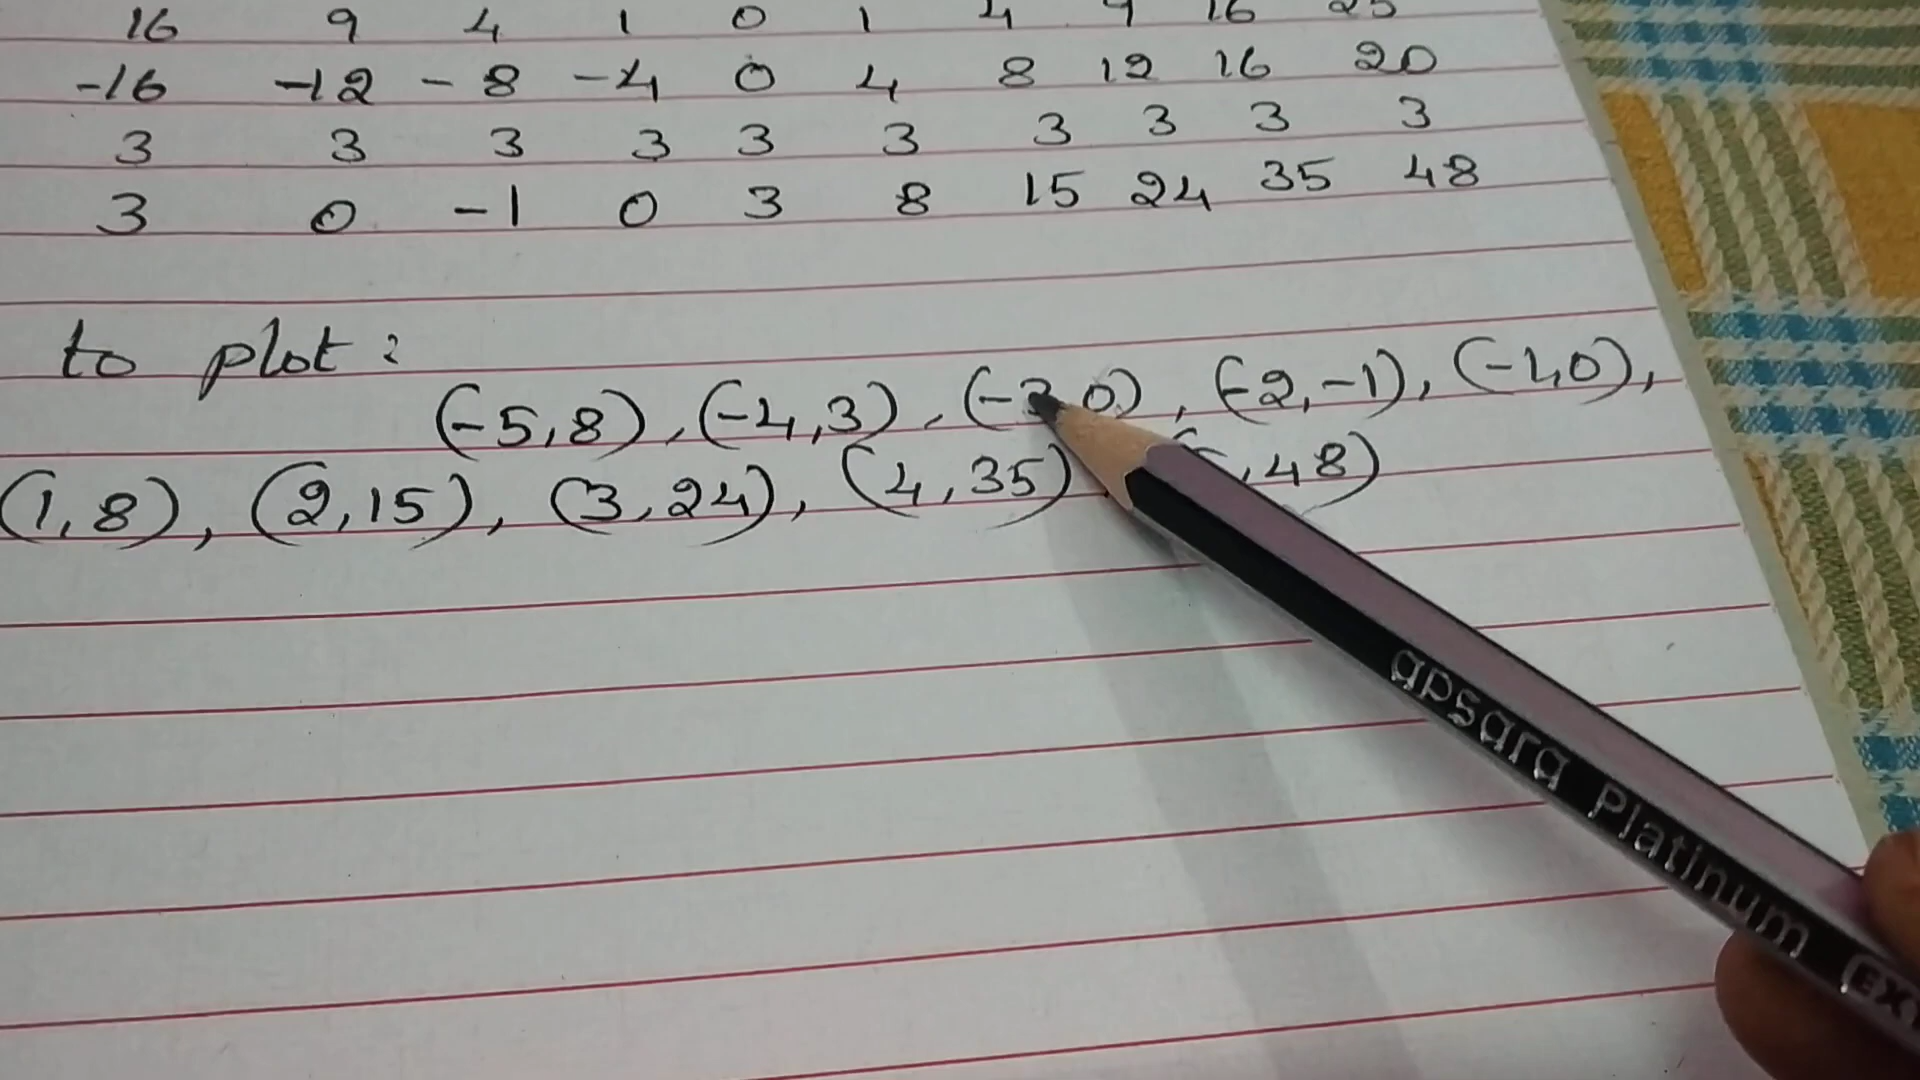 16 9 4 1 0 1 4 9 16 25
-16 -12 -8 -4 0 4 8 12 16 20
3 3 3 3 3 3 3 3 3 3
3 0 -1 0 3 8 15 24 35 48
to plot:
(-5,8), (-4,3), (-3,0), (-2,-1), (-1,0),
(1,8), (2,15), (3,24), (4,35) ,48)
apsara Platinum